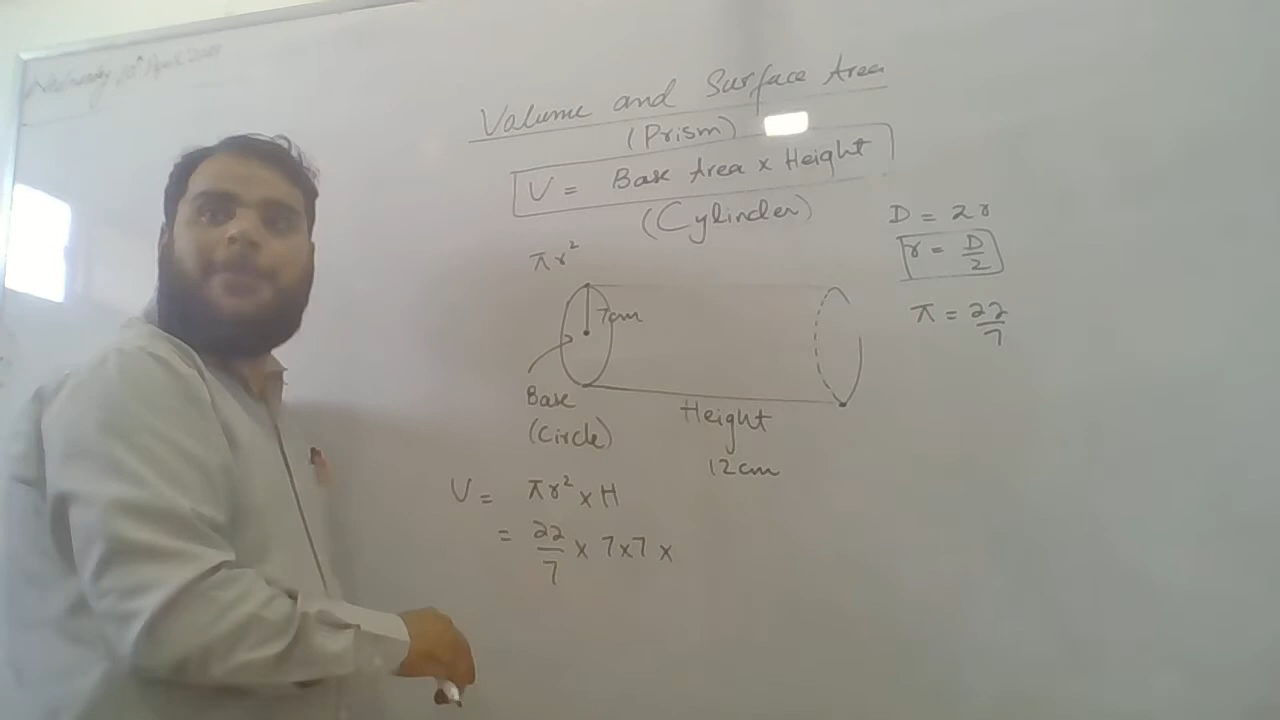 Volume and Surface Area
(Prism)
V = Base Area x Height
(Cylinder)
D = 2r
r = D/2
π = 22/7
πr²
7cm
Base
(Circle)
Height
12cm
V = πr² x H
= 22/7 x 7x7 x